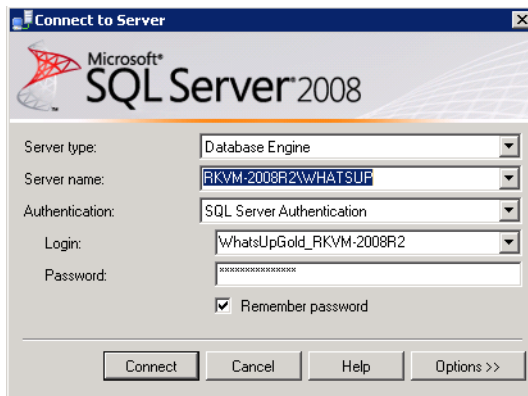 Connect to Server
Microsoft®
SQL Server® 2008
Server type: Database Engine
Server name: RKVM-2008R2\WHATSUP
Authentication: SQL Server Authentication
Login: WhatsUpGold_RKVM-2008R2
Password: ***************
Remember password
Connect Cancel Help Options >>